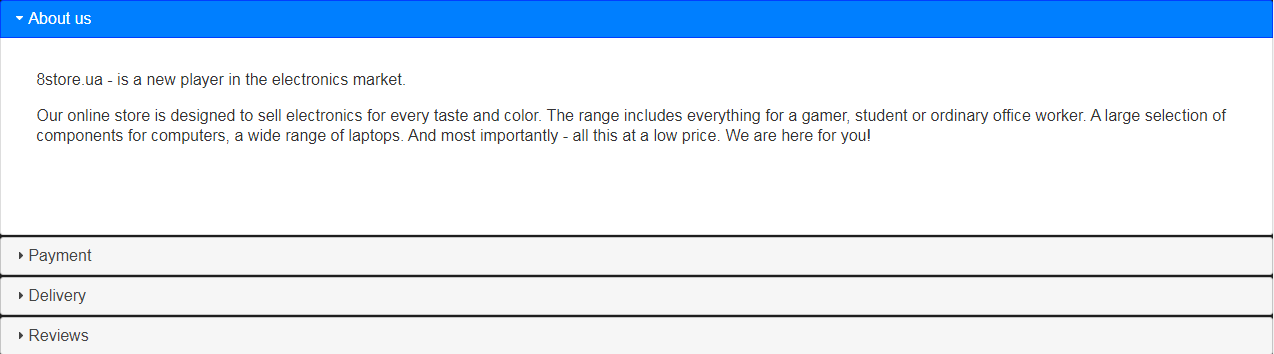 About us
8store.ua - is a new player in the electronics market.
Our online store is designed to sell electronics for every taste and color. The range includes everything for a gamer, student or ordinary office worker. A large selection of
components for computers, a wide range of laptops. And most importantly - all this at a low price. We are here for you!
Payment
Delivery
Reviews